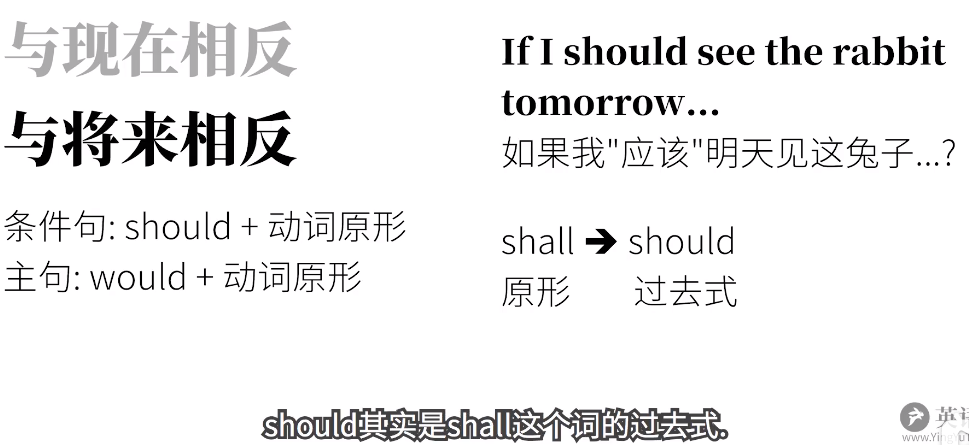 与现在相反
与将来相反
条件句: should + 动词原形
主句: would + 动词原形
If I should see the rabbit
tomorrow...
如果我"应该"明天见这兔子...?
shall ➔ should
原形 过去式
should其实是shall这个词的过去式.
英语